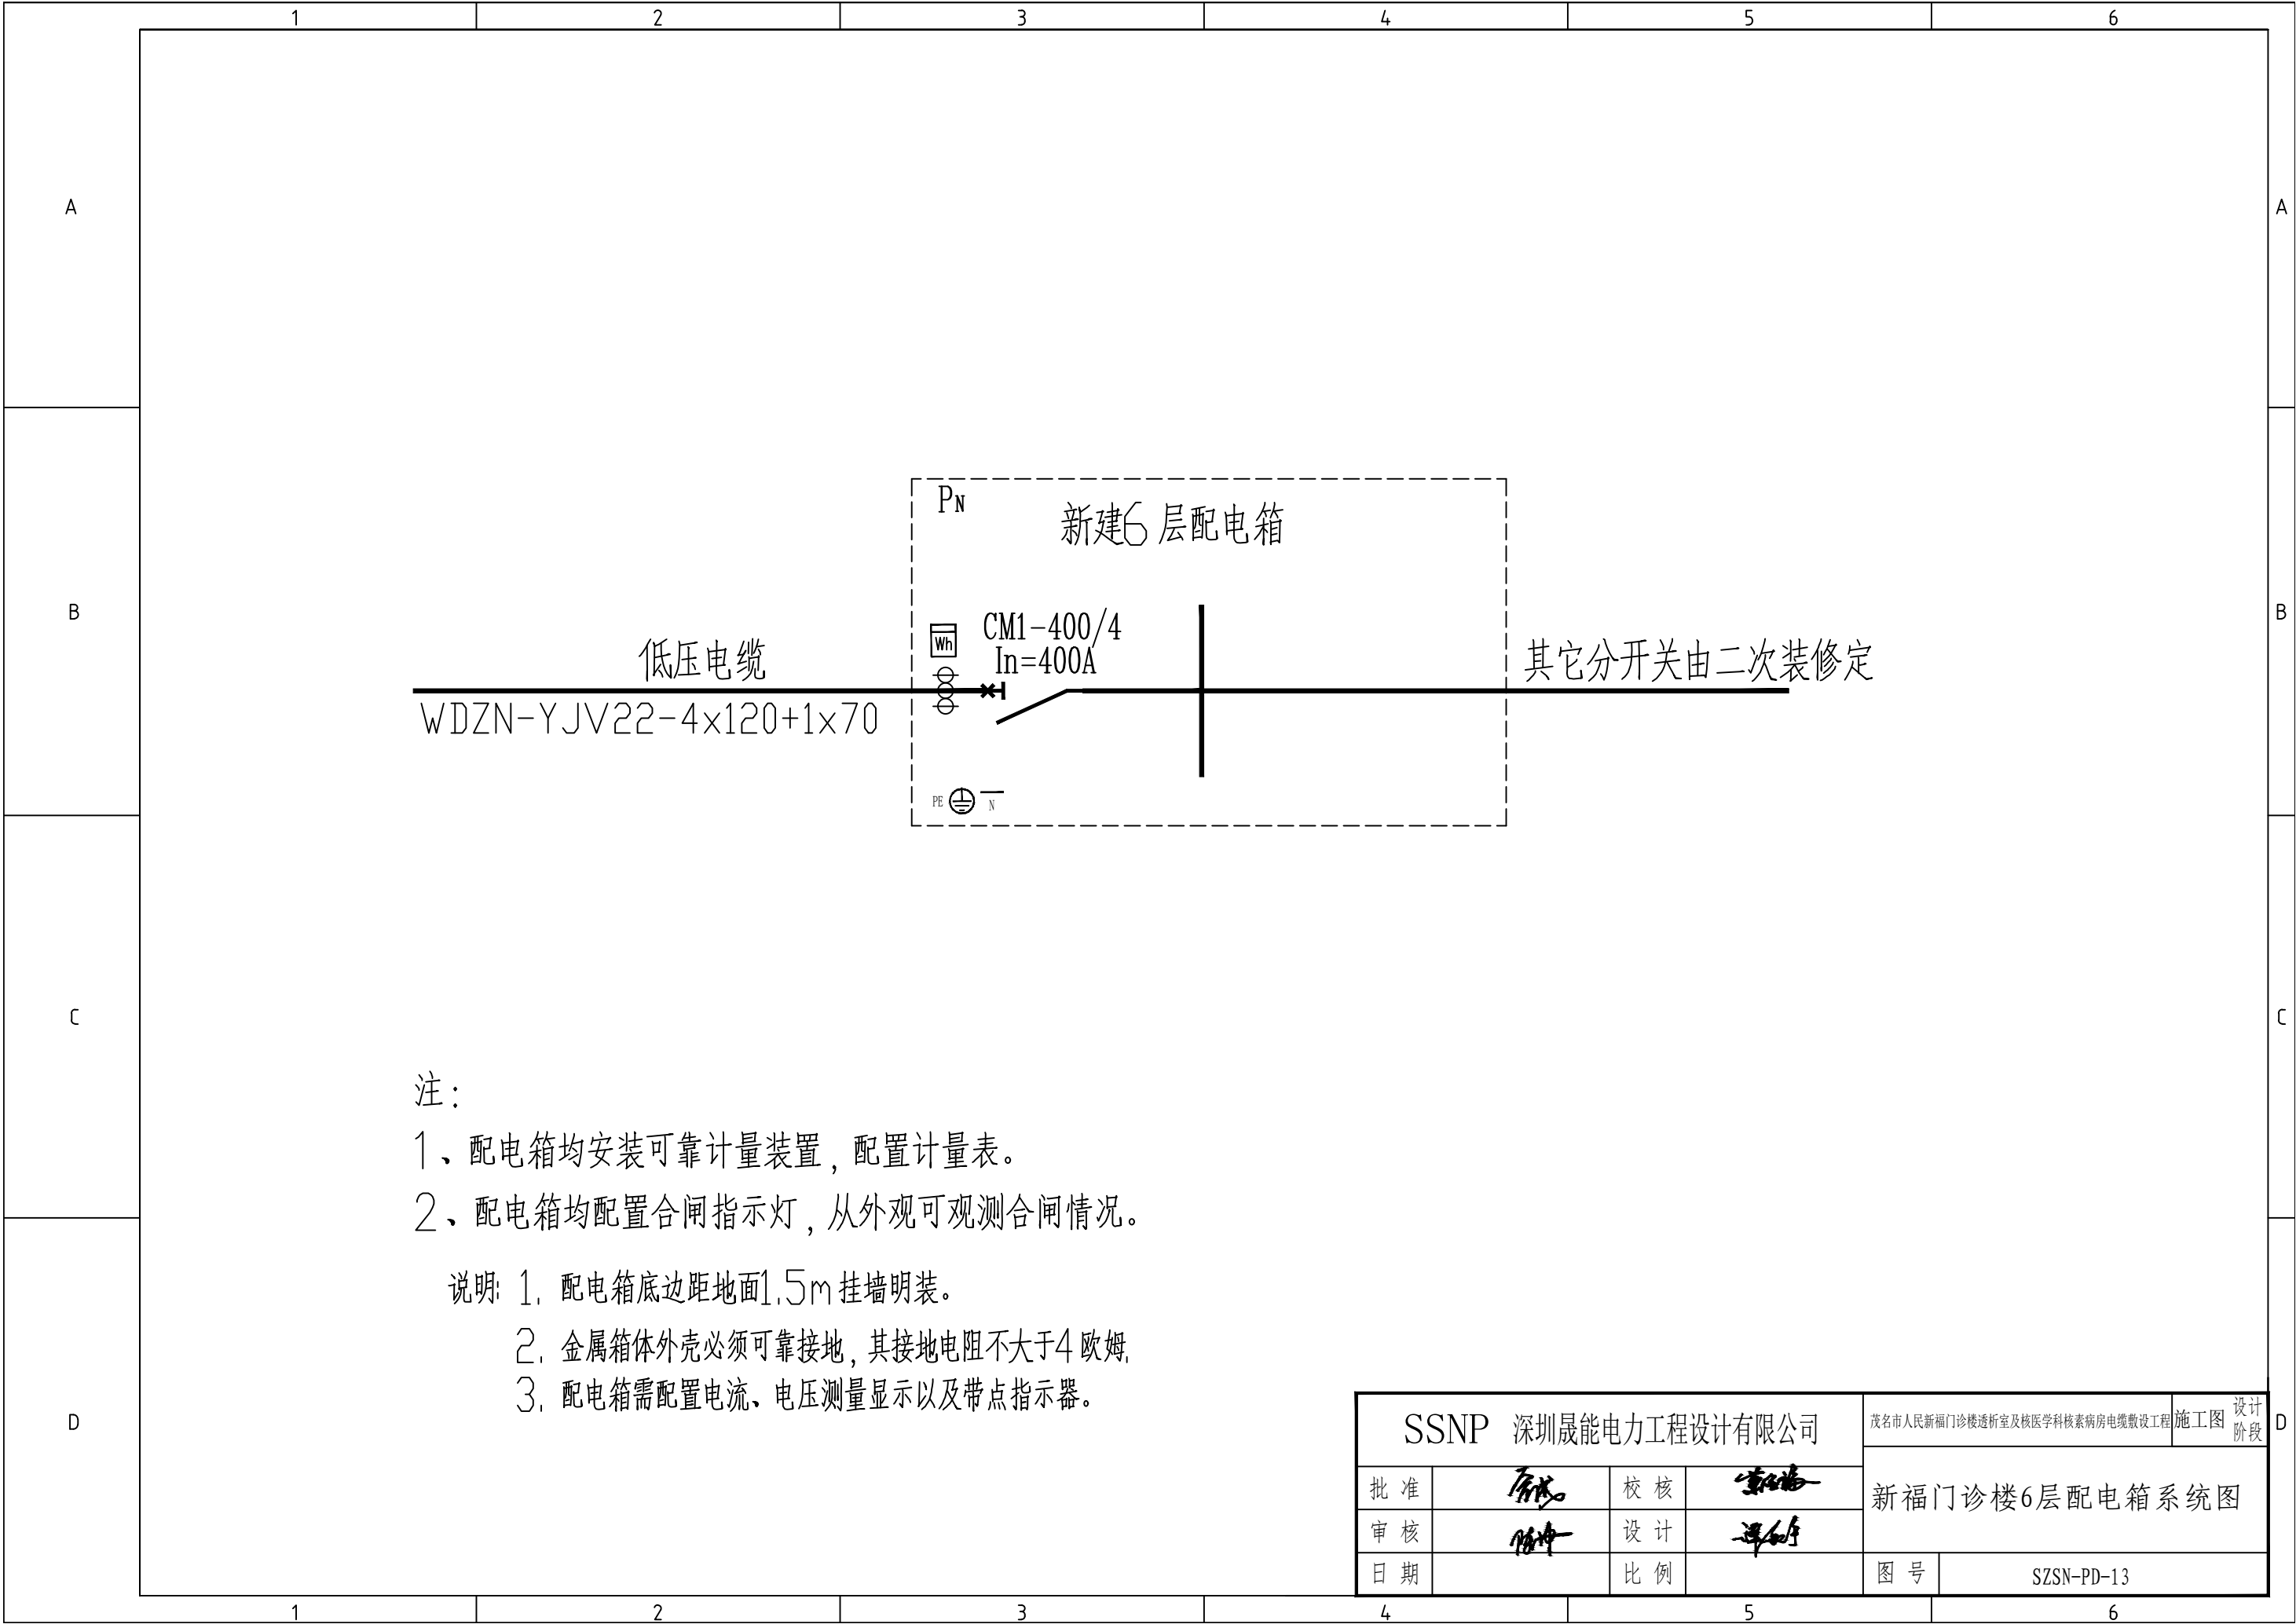 1 2 3 4 5 6
A A
PN
新建6层配电箱
B B
CM1-400/4
Wh
In=400A
低压电缆
其它分开关由二次装修定
WDZN-YJV22-4x120+1x70
PE N
C C
注:
1、配电箱均安装可靠计量装置,配置计量表。
2、配电箱均配置合闸指示灯,从外观可观测合闸情况。
说明: 1. 配电箱底边距地面1.5m挂墙明装。
2. 金属箱体外壳必须可靠接地,其接地电阻不大于4欧姆.
3. 配电箱需配置电流、电压测量显示以及带点指示器。
D D
SSNP 深圳晟能电力工程设计有限公司
茂名市人民新福门诊楼透析室及核医学科核素病房电缆敷设工程
施工图
设计
阶段
批准 校核
新福门诊楼6层配电箱系统图
审核 设计
日期 比例
图号 SZSN-PD-13
1 2 3 4 5 6